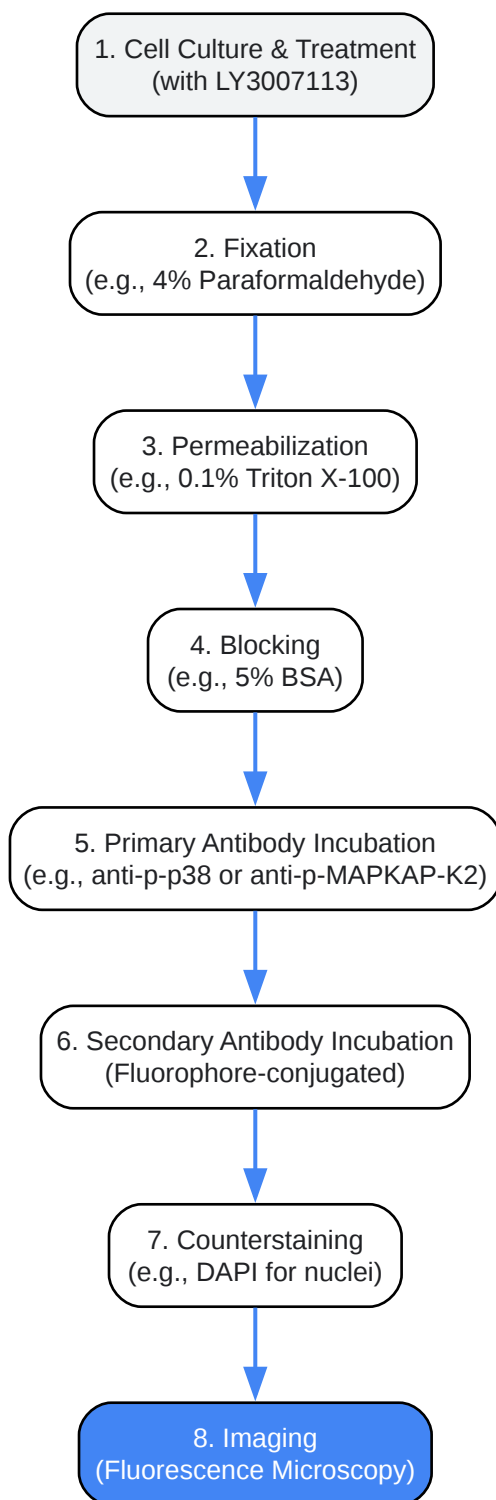 1. Cell Culture & Treatment
(with LY3007113)
2. Fixation
(e.g., 4% Paraformaldehyde)
3. Permeabilization
(e.g., 0.1% Triton X-100)
4. Blocking
(e.g., 5% BSA)
5. Primary Antibody Incubation
(e.g., anti-p-p38 or anti-p-MAPKAP-K2)
6. Secondary Antibody Incubation
(Fluorophore-conjugated)
7. Counterstaining
(e.g., DAPI for nuclei)
8. Imaging
(Fluorescence Microscopy)